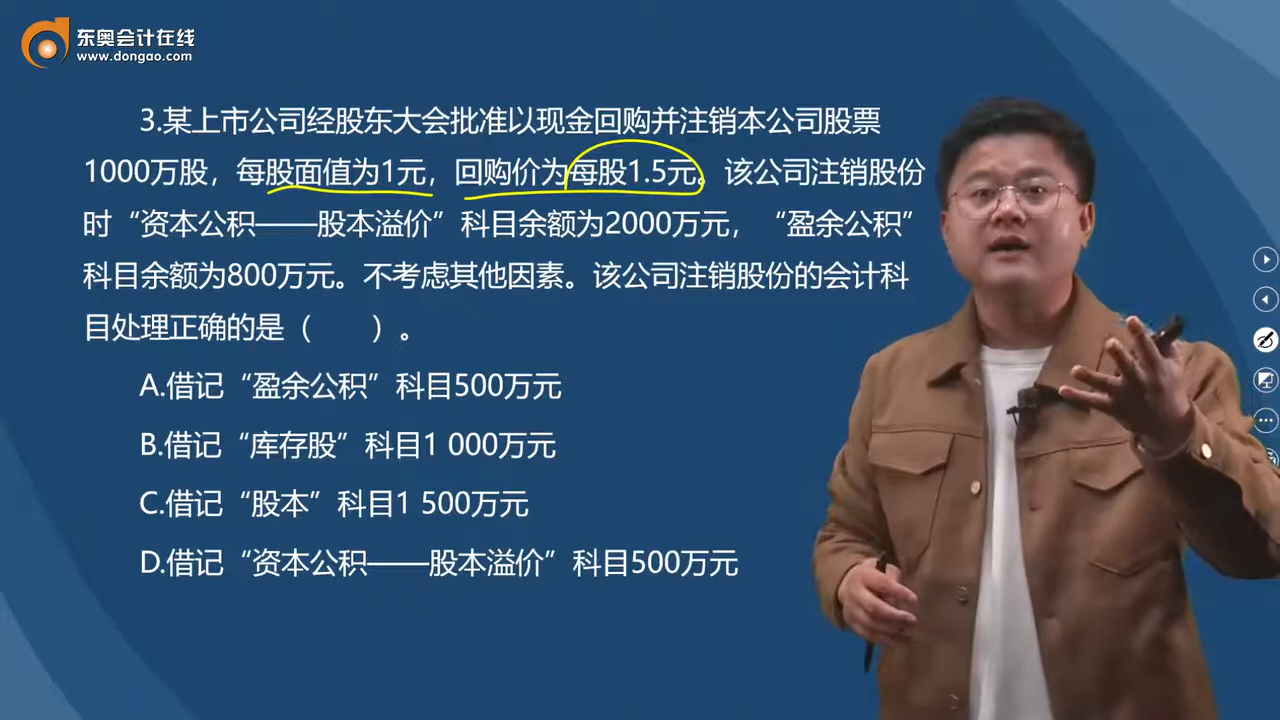 东奥会计在线
www.dongao.com
3.某上市公司经股东大会批准以现金回购并注销本公司股票
1000万股，每股面值为1元，回购价为每股1.5元。该公司注销股份
时“资本公积——股本溢价”科目余额为2000万元，“盈余公积”
科目余额为800万元。不考虑其他因素。该公司注销股份的会计科
目处理正确的是（　　）。
A.借记“盈余公积”科目500万元
B.借记“库存股”科目1 000万元
C.借记“股本”科目1 500万元
D.借记“资本公积——股本溢价”科目500万元